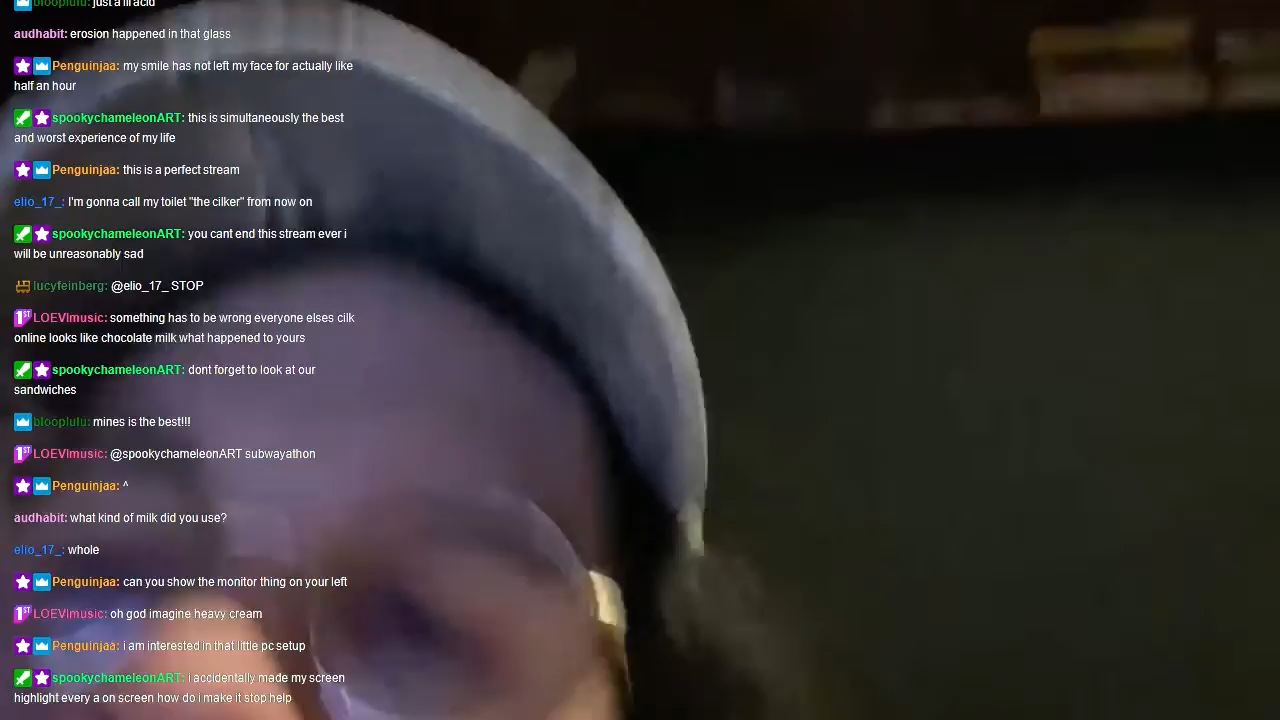 blooplulu: just a lil acid
audhabit: erosion happened in that glass
Penguinjaa: my smile has not left my face for actually like
half an hour
spookychameleonART: this is simultaneously the best
and worst experience of my life
Penguinjaa: this is a perfect stream
elio_17_: I'm gonna call my toilet "the cilker" from now on
spookychameleonART: you cant end this stream ever i
will be unreasonably sad
lucyfeinberg: @elio_17_ STOP
1ST LOEVImusic: something has to be wrong everyone elses cilk
online looks like chocolate milk what happened to yours
spookychameleonART: dont forget to look at our
sandwiches
blooplulu: mines is the best!!!
1ST LOEVImusic: @spookychameleonART subwayathon
Penguinjaa: ^
audhabit: what kind of milk did you use?
elio_17_: whole
Penguinjaa: can you show the monitor thing on your left
1ST LOEVImusic: oh god imagine heavy cream
Penguinjaa: i am interested in that little pc setup
spookychameleonART: i accidentally made my screen
highlight every a on screen how do i make it stop help